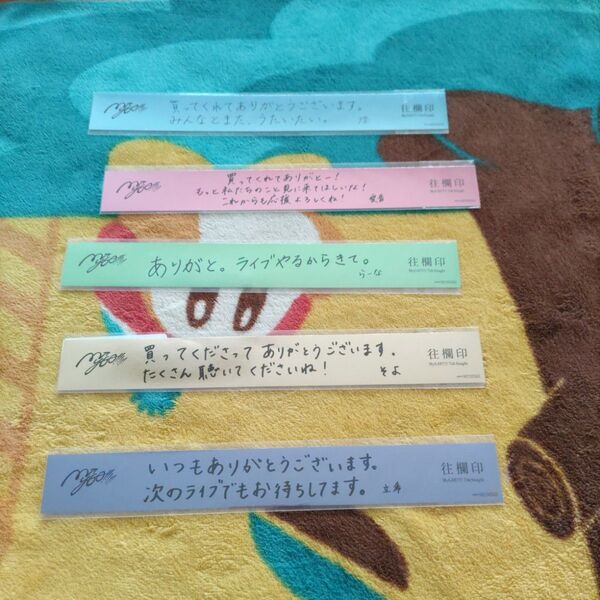 買ってくれてありがとうございます。
みんなとまた、うたいたい。 燈
往欄印
買ってくれてありがとー!
もっと私たちのこと見に来てほしいな!
これからも応援よろしくね! 愛音
往欄印
ありがと。ライブやるからきて。
らーな
往欄印
買ってくださってありがとうございます。
たくさん聴いてくださいね! そよ
往欄印
いつもありがとうございます。
次のライブでもお待ちしてます。 立希
往欄印